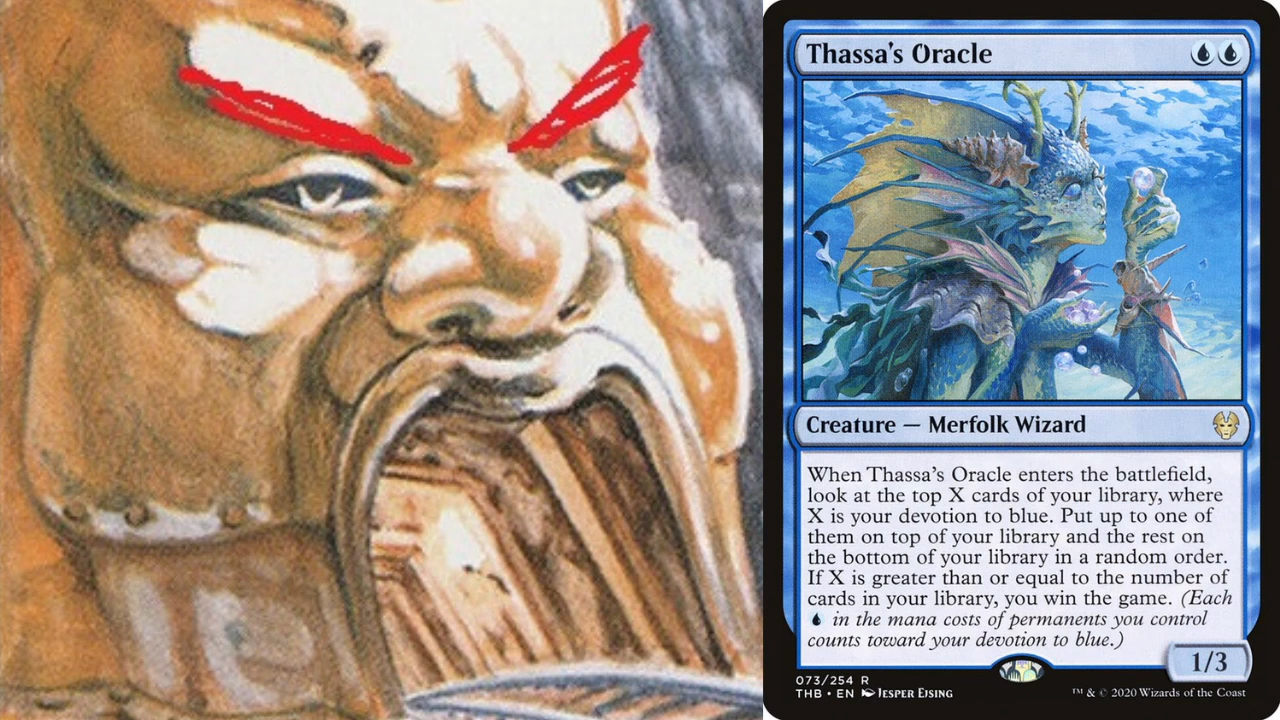 Thassa's Oracle
Creature — Merfolk Wizard
When Thassa's Oracle enters the battlefield,
look at the top X cards of your library, where
X is your devotion to blue. Put up to one of
them on top of your library and the rest on
the bottom of your library in a random order.
If X is greater than or equal to the number of
cards in your library, you win the game. (Each
in the mana costs of permanents you control
counts toward your devotion to blue.)
1/3
073/254 R
THB • EN Jesper Eising
™ & © 2020 Wizards of the Coast